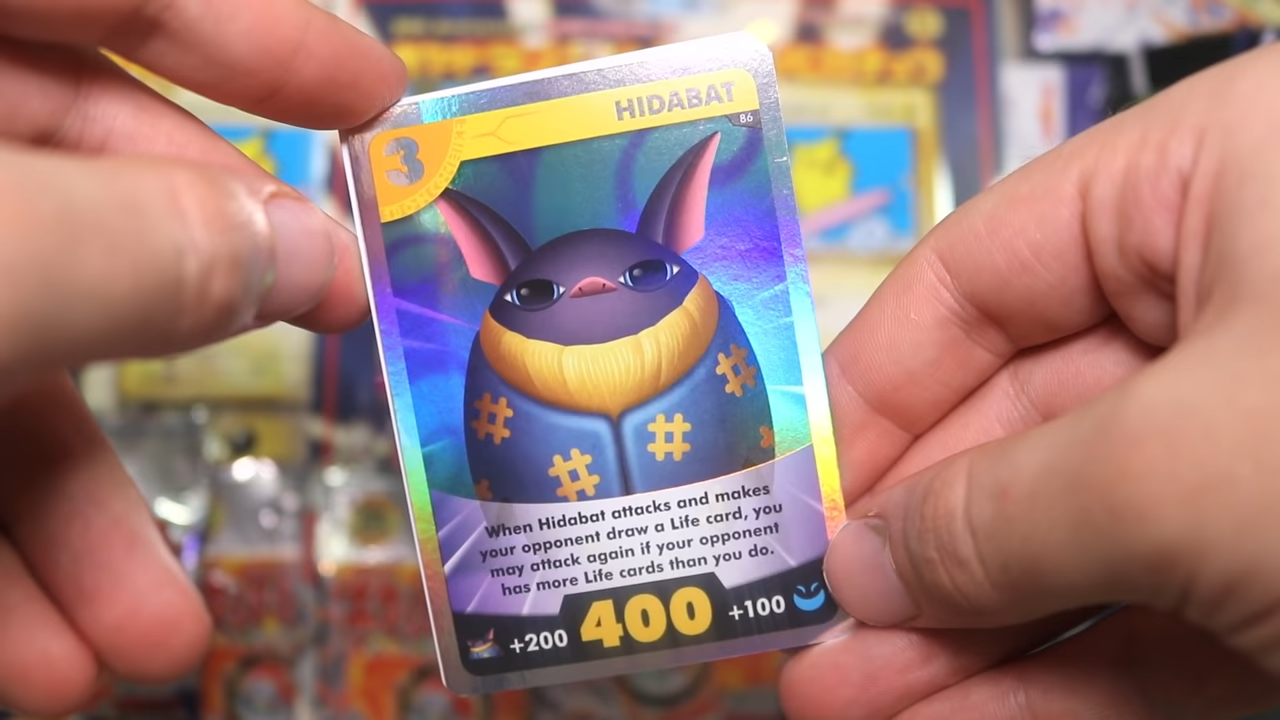 HIDABAT
86
3
When Hidabat attacks and makes
your opponent draw a Life card, you
may attack again if your opponent
has more Life cards than you do.
+200 400 +100